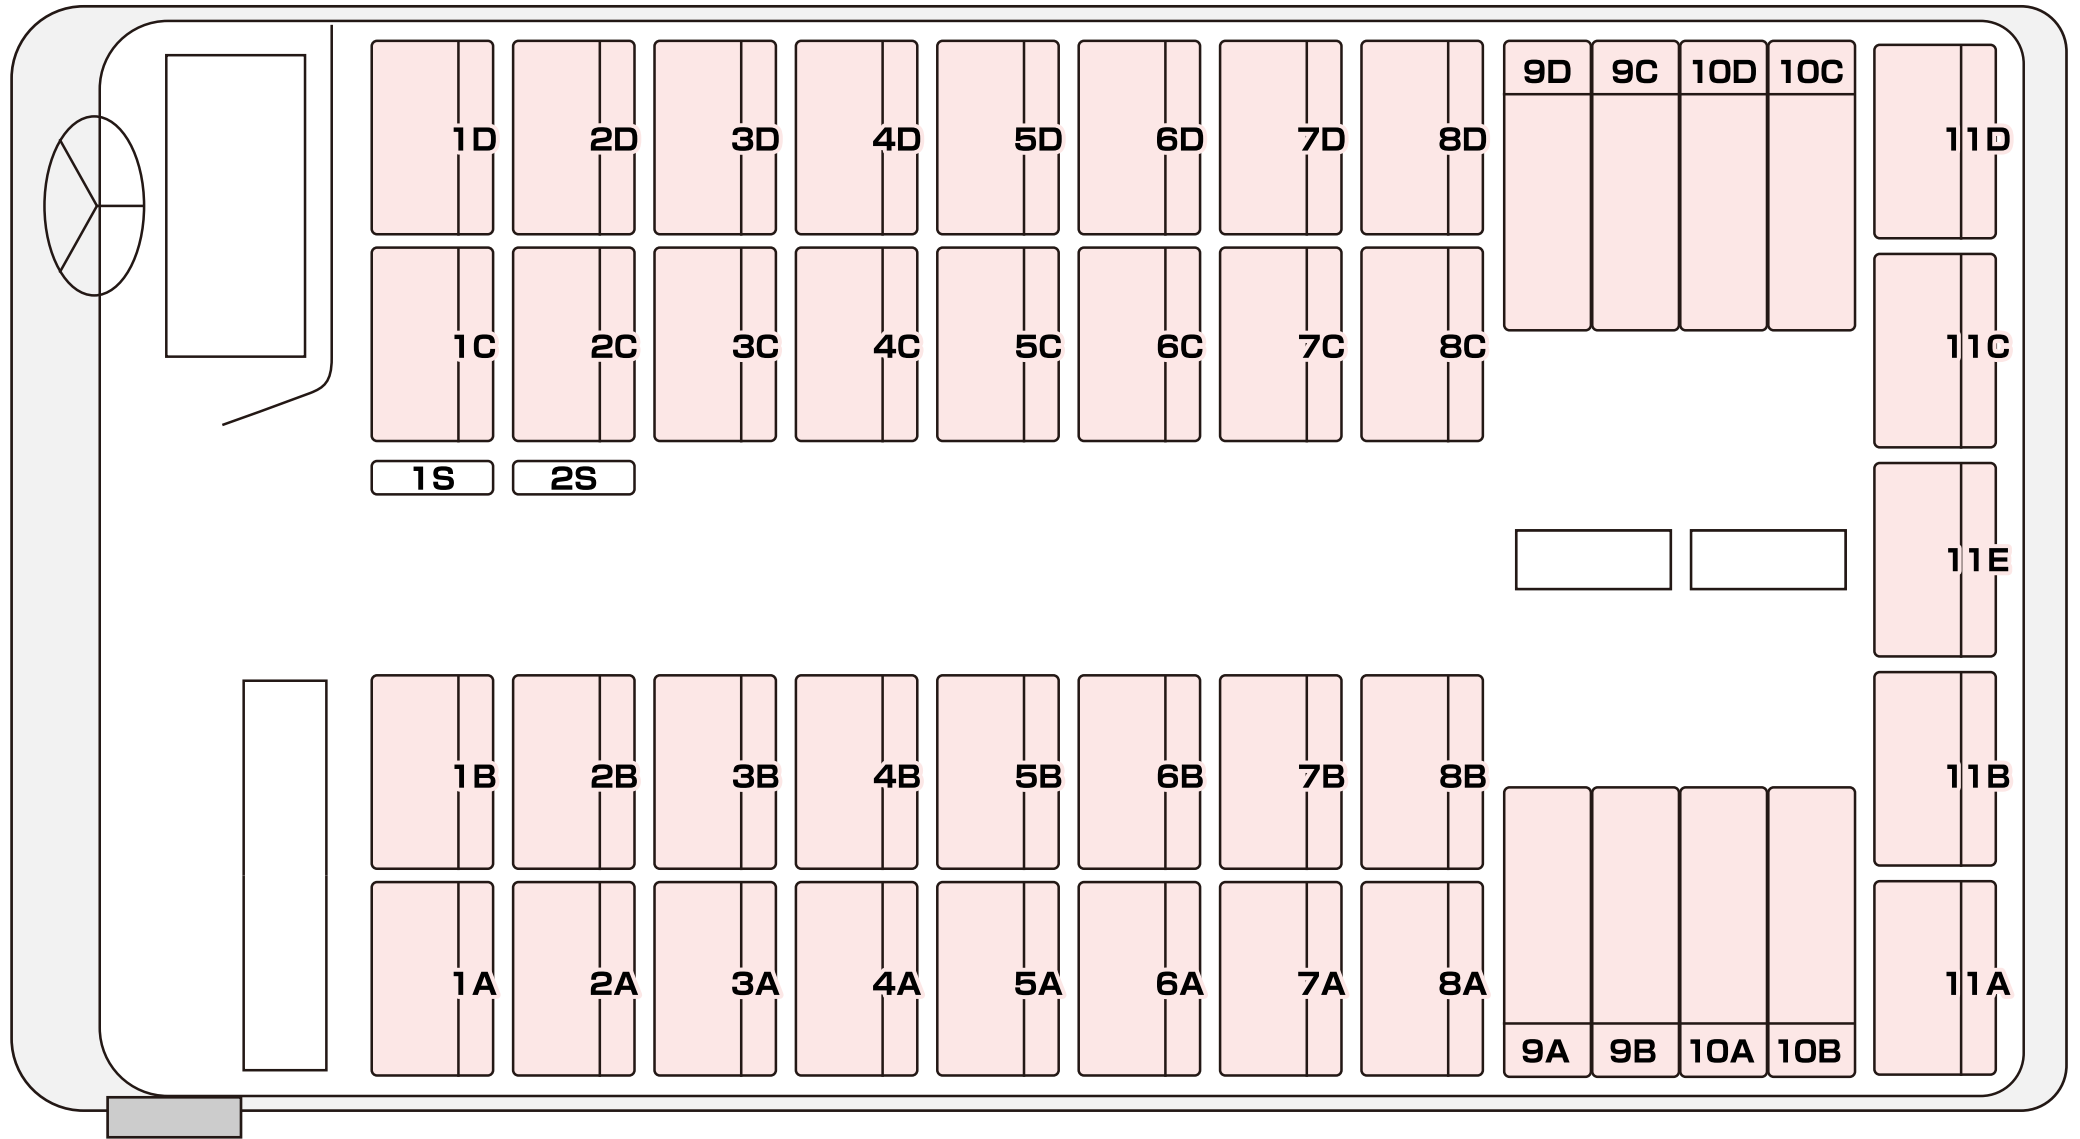 9D 9C 10D 10C
1D 2D 3D 4D 5D 6D 7D 8D 11D
1C 2C 3C 4C 5C 6C 7C 8C 11C
1S 2S
11E
1B 2B 3B 4B 5B 6B 7B 8B 11B
1A 2A 3A 4A 5A 6A 7A 8A 11A
9A 9B 10A 10B